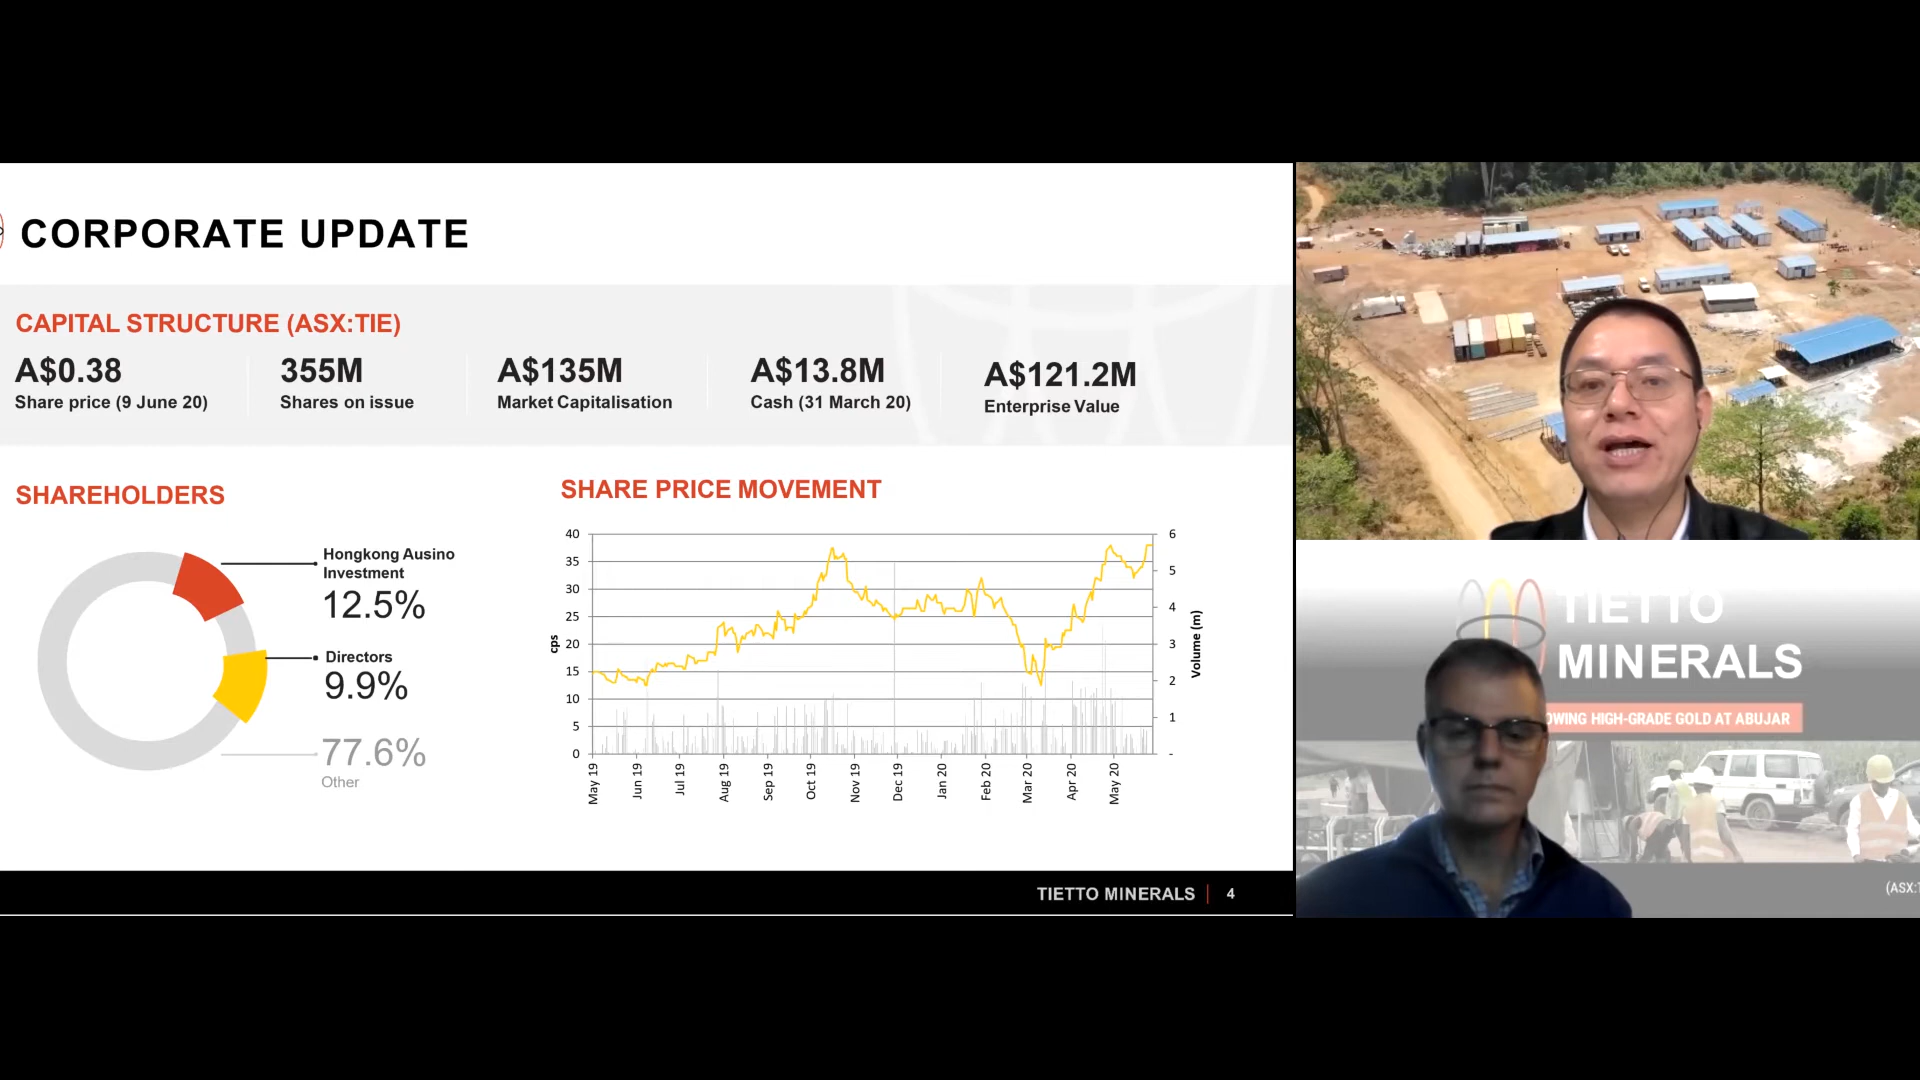 CORPORATE UPDATE
CAPITAL STRUCTURE (ASX:TIE)
A$0.38
Share price (9 June 20)
355M
Shares on issue
A$135M
Market Capitalisation
A$13.8M
Cash (31 March 20)
A$121.2M
Enterprise Value
SHAREHOLDERS
Hongkong Ausino
Investment
12.5%
Directors
9.9%
77.6%
Other
SHARE PRICE MOVEMENT
40
35
30
25
20
15
10
5
0
cps
6
5
4
3
2
1
-
Volume (m)
May 19
Jun 19
Jul 19
Aug 19
Sep 19
Oct 19
Nov 19
Dec 19
Jan 20
Feb 20
Mar 20
Apr 20
May 20
TIETTO MINERALS | 4
TIETTO
MINERALS
HIGH-GRADE GOLD AT ABUJAR